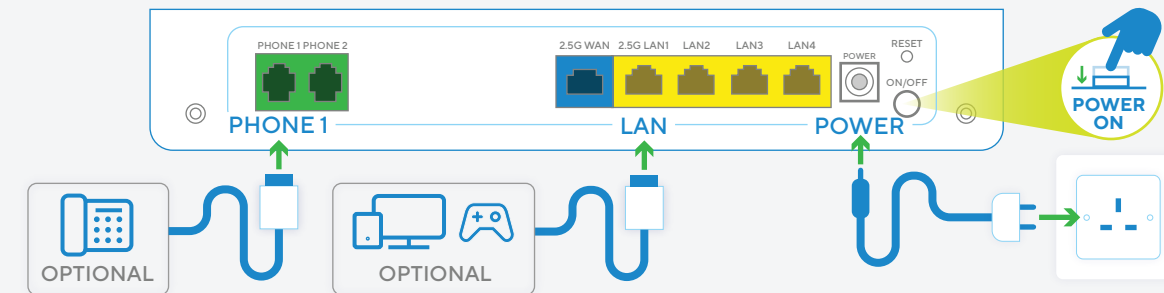 PHONE 1 PHONE 2
2.5G WAN 2.5G LAN1 LAN2 LAN3 LAN4
POWER
RESET
ON/OFF
POWER
ON
PHONE 1
LAN
POWER
OPTIONAL
OPTIONAL